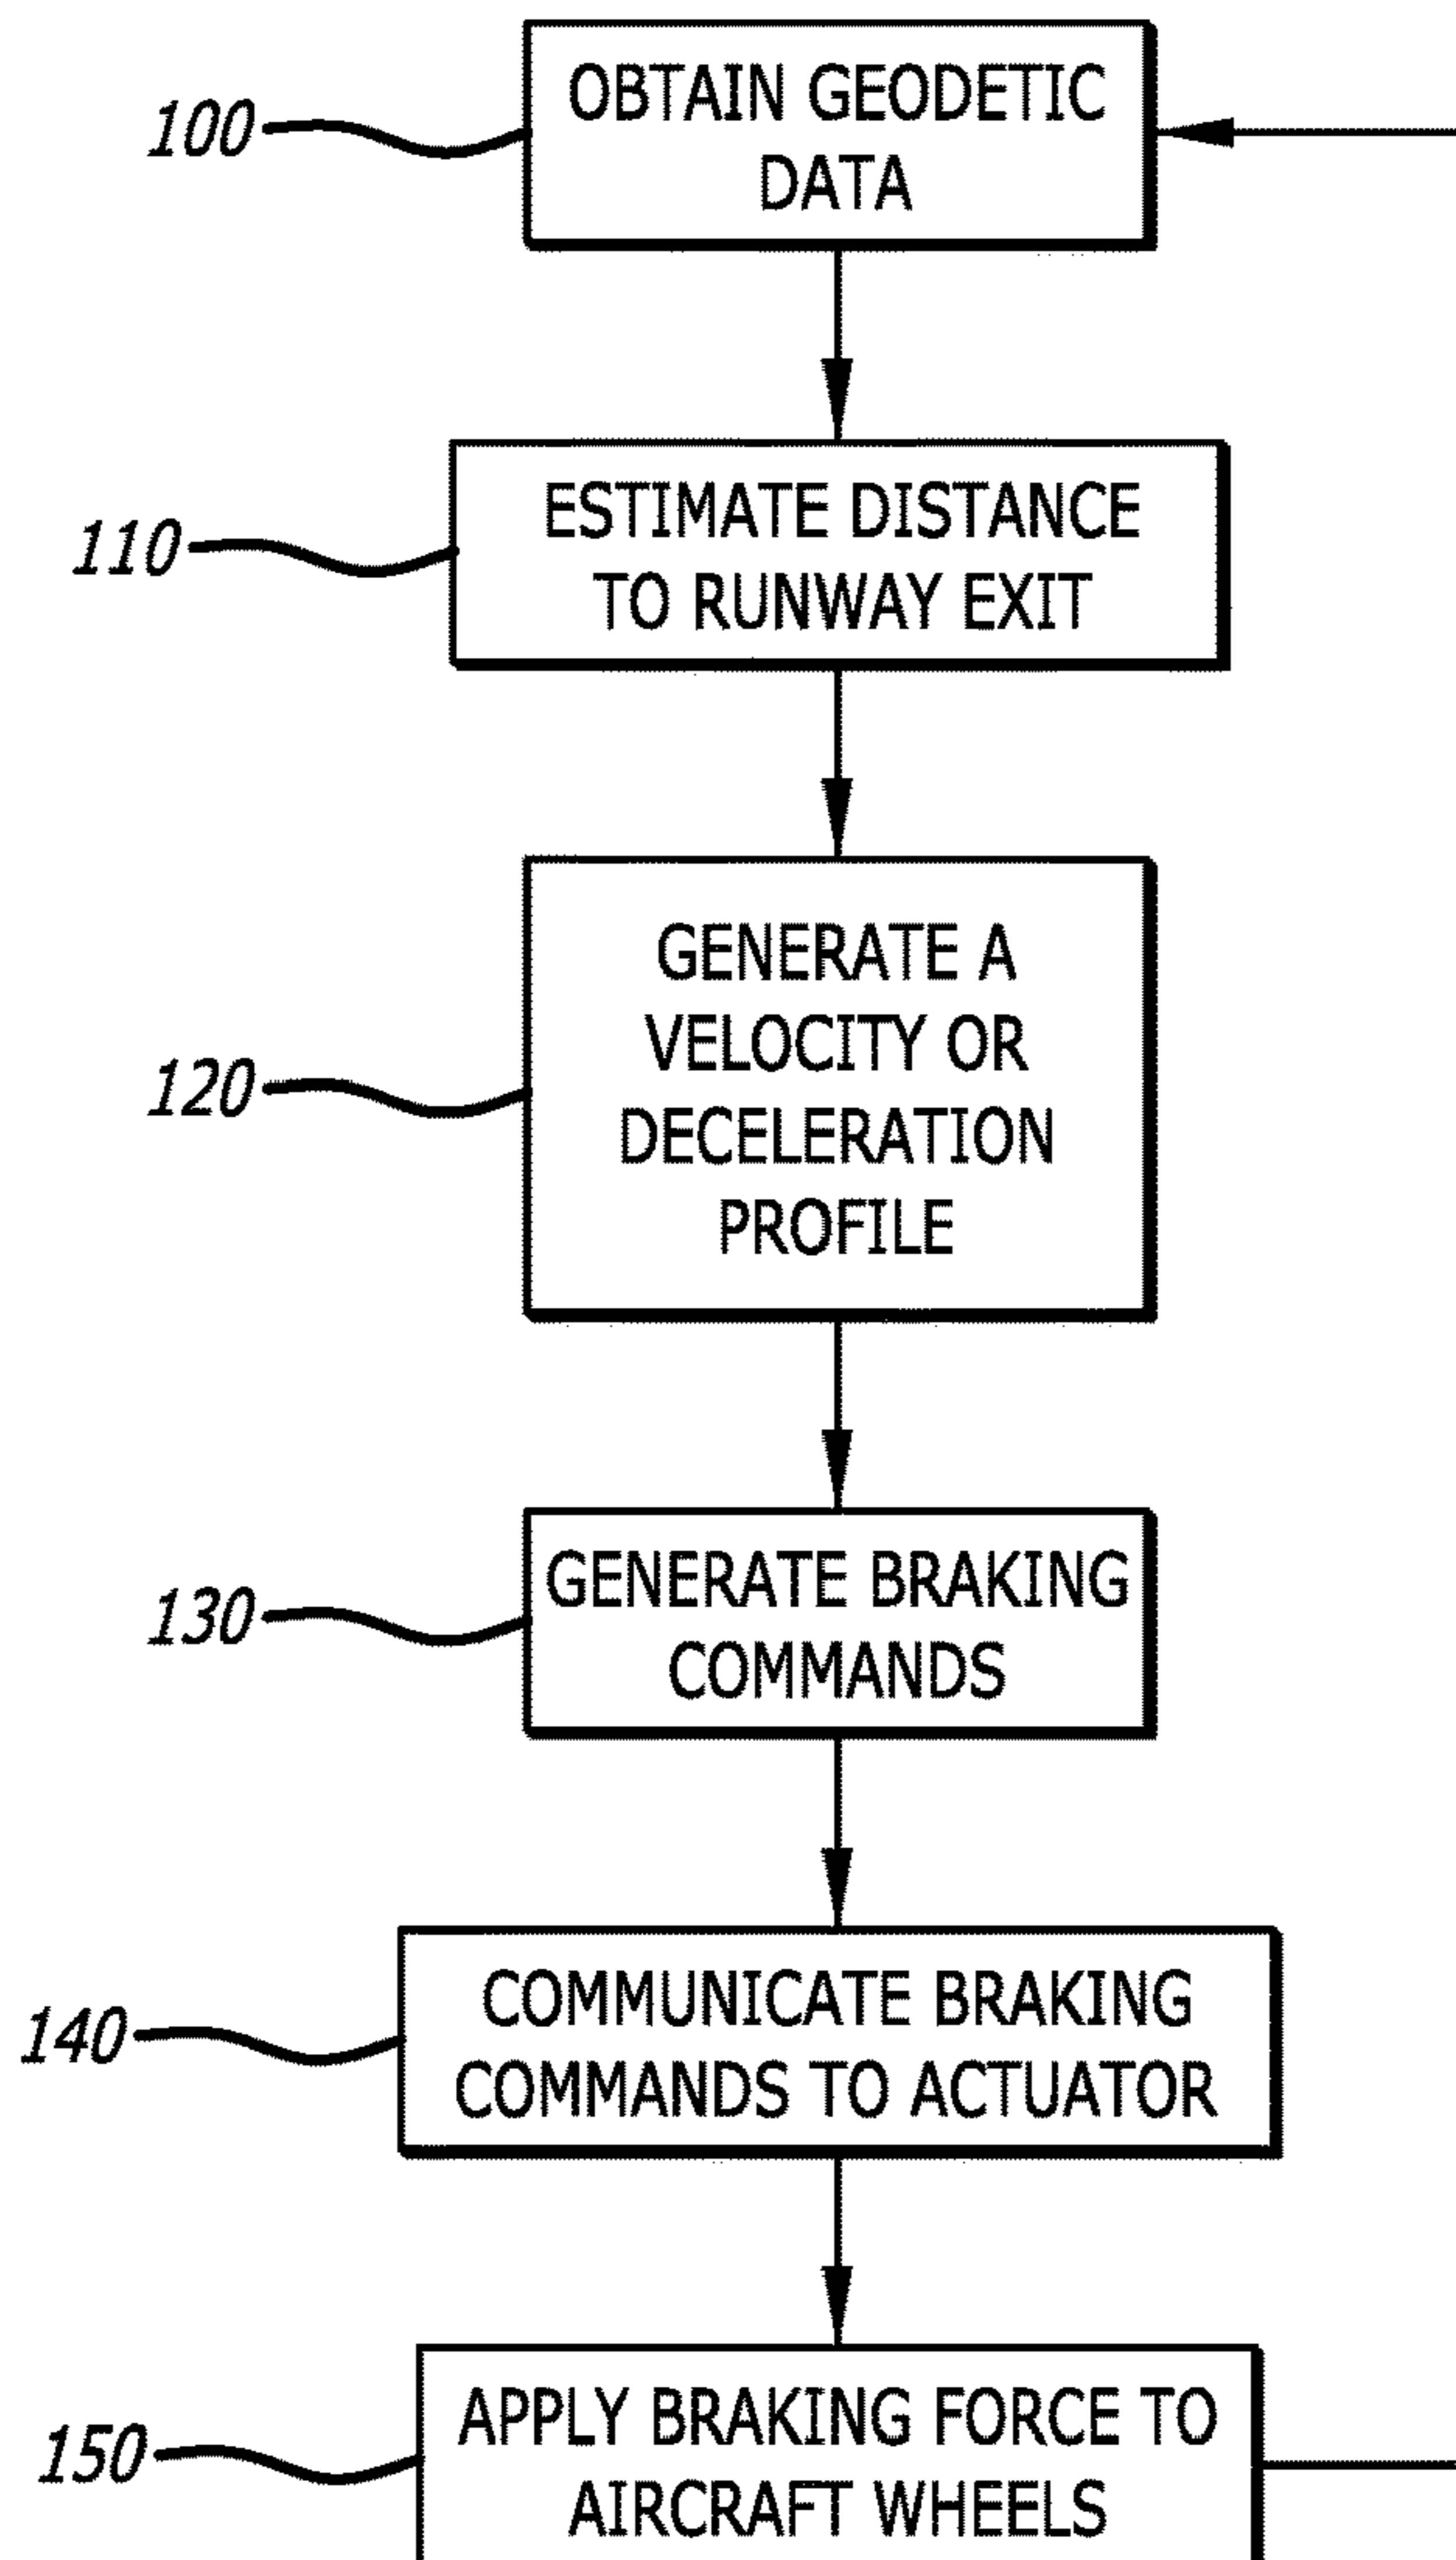 100
OBTAIN GEODETIC
DATA
110
ESTIMATE DISTANCE
TO RUNWAY EXIT
120
GENERATE A
VELOCITY OR
DECELERATION
PROFILE
130
GENERATE BRAKING
COMMANDS
140
COMMUNICATE BRAKING
COMMANDS TO ACTUATOR
150
APPLY BRAKING FORCE TO
AIRCRAFT WHEELS